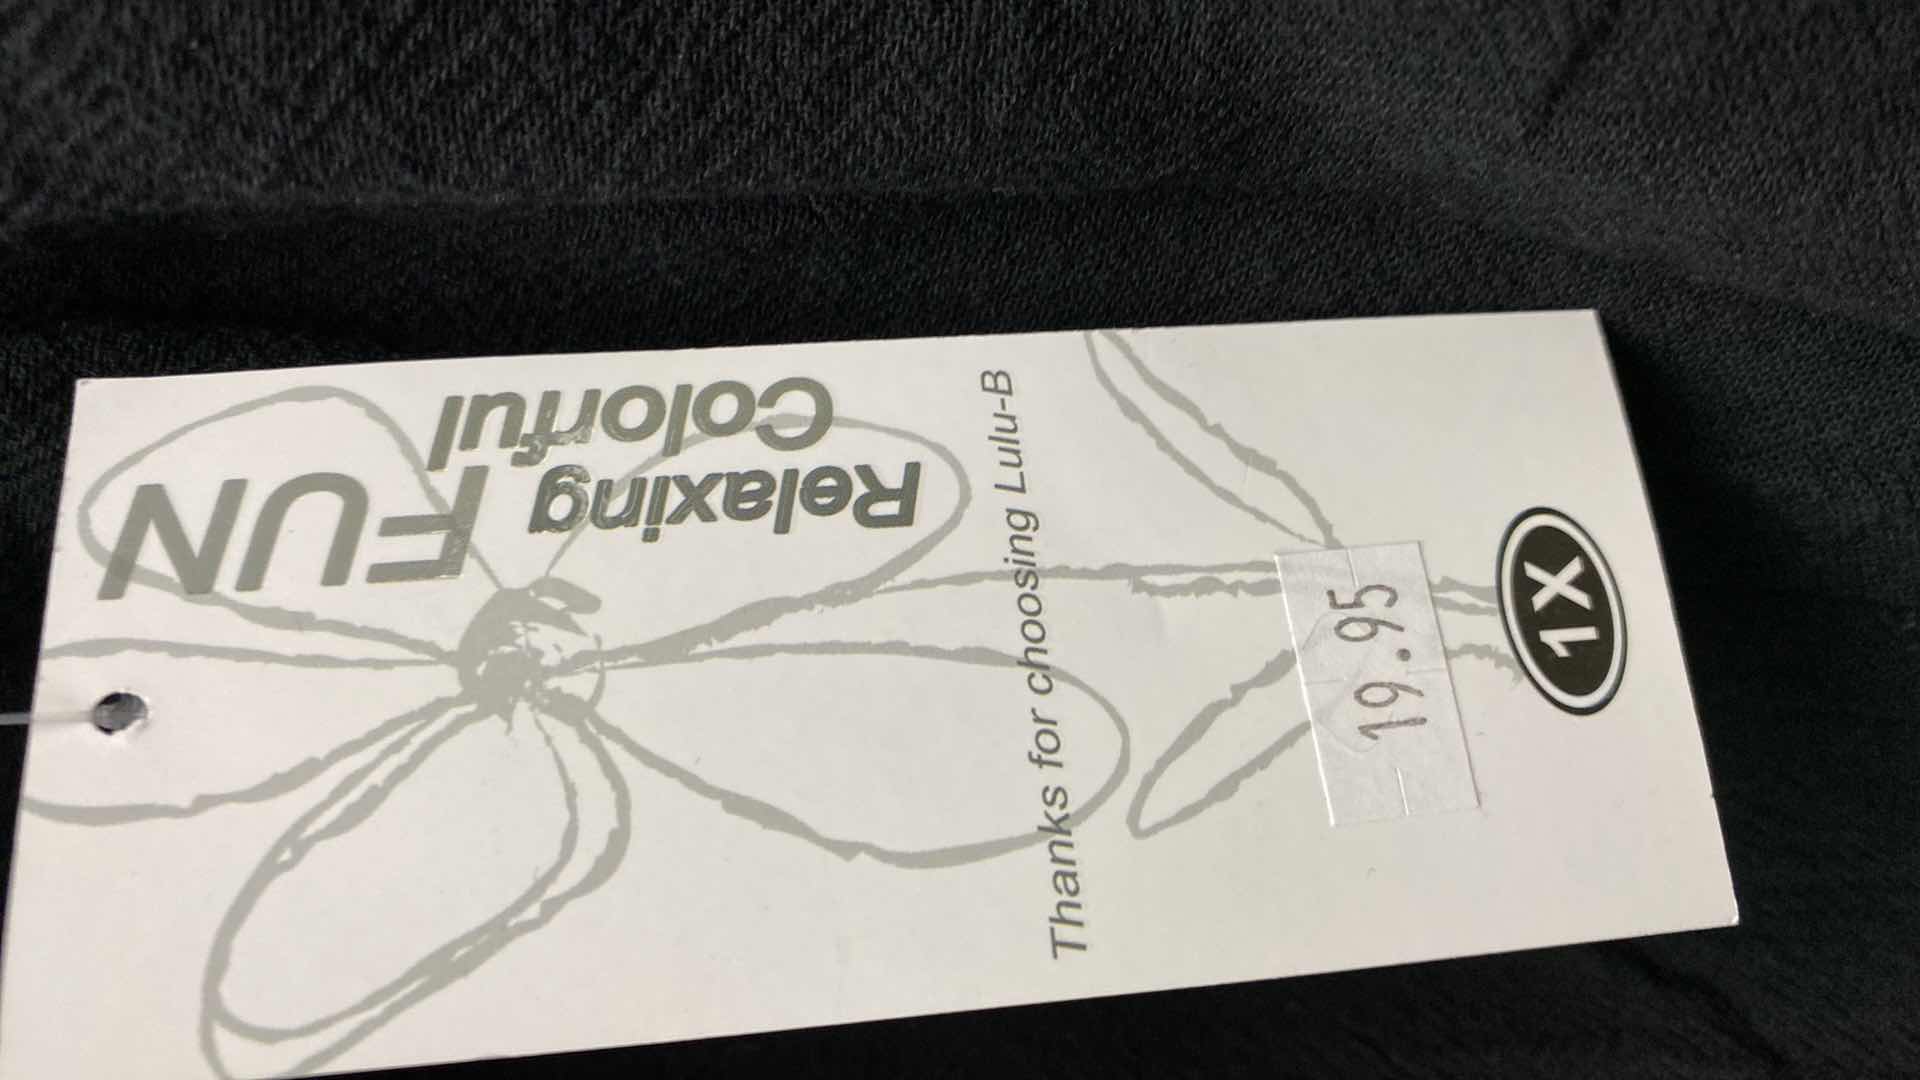 Colorful
Relaxing
FUN
Thanks for choosing Lulu-B
19.95
1X